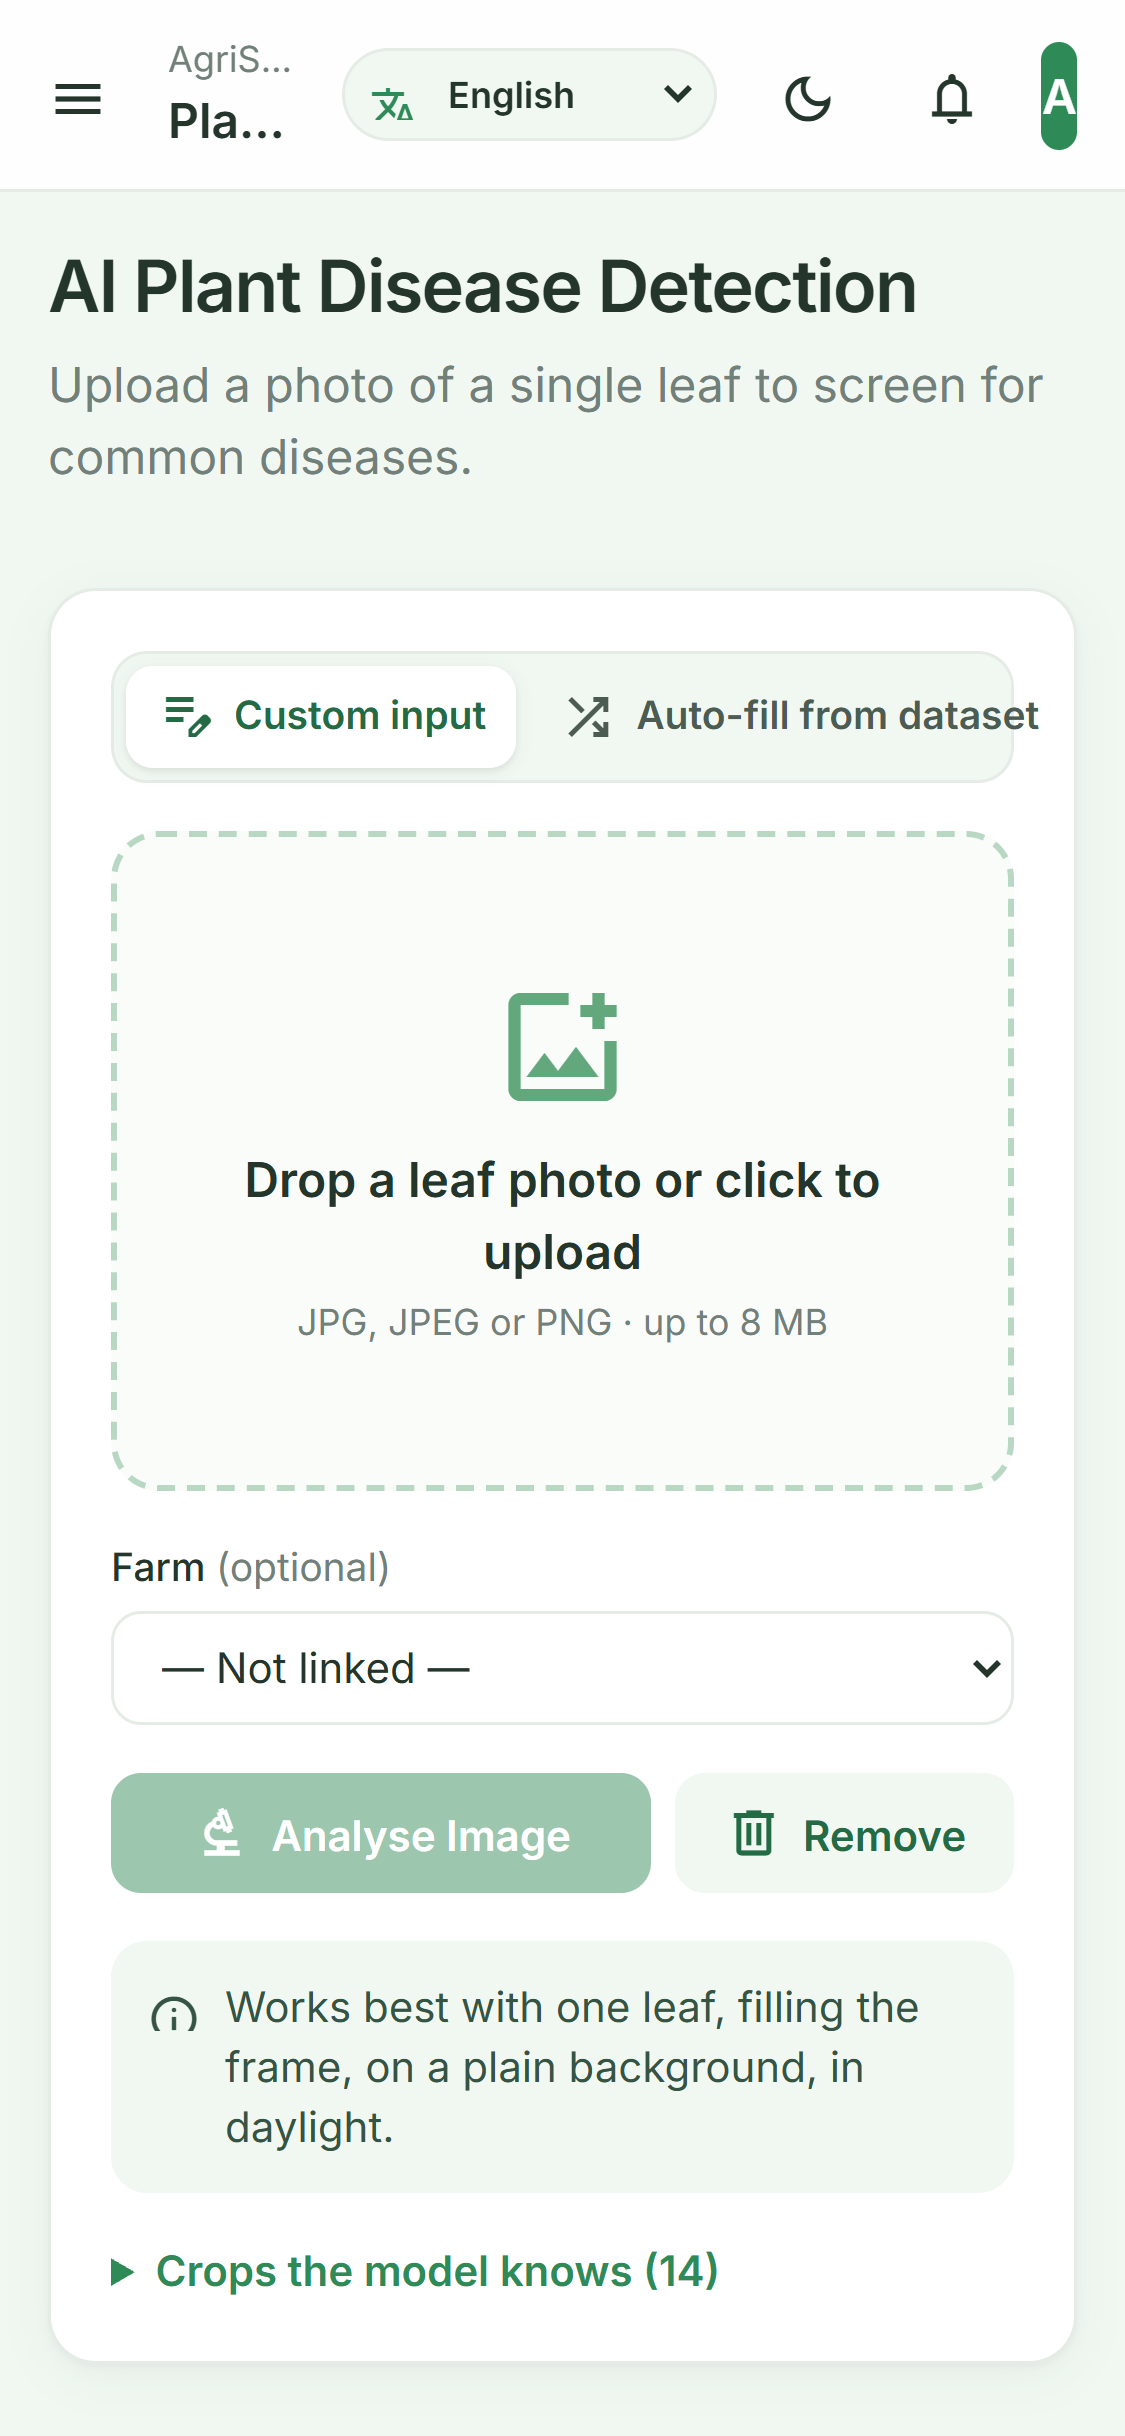 AgriS...
Pla...
English
A
AI Plant Disease Detection
Upload a photo of a single leaf to screen for
common diseases.
Custom input
Auto-fill from dataset
Drop a leaf photo or click to
upload
JPG, JPEG or PNG · up to 8 MB
Farm (optional)
— Not linked —
Analyse Image
Remove
Works best with one leaf, filling the
frame, on a plain background, in
daylight.
Crops the model knows (14)